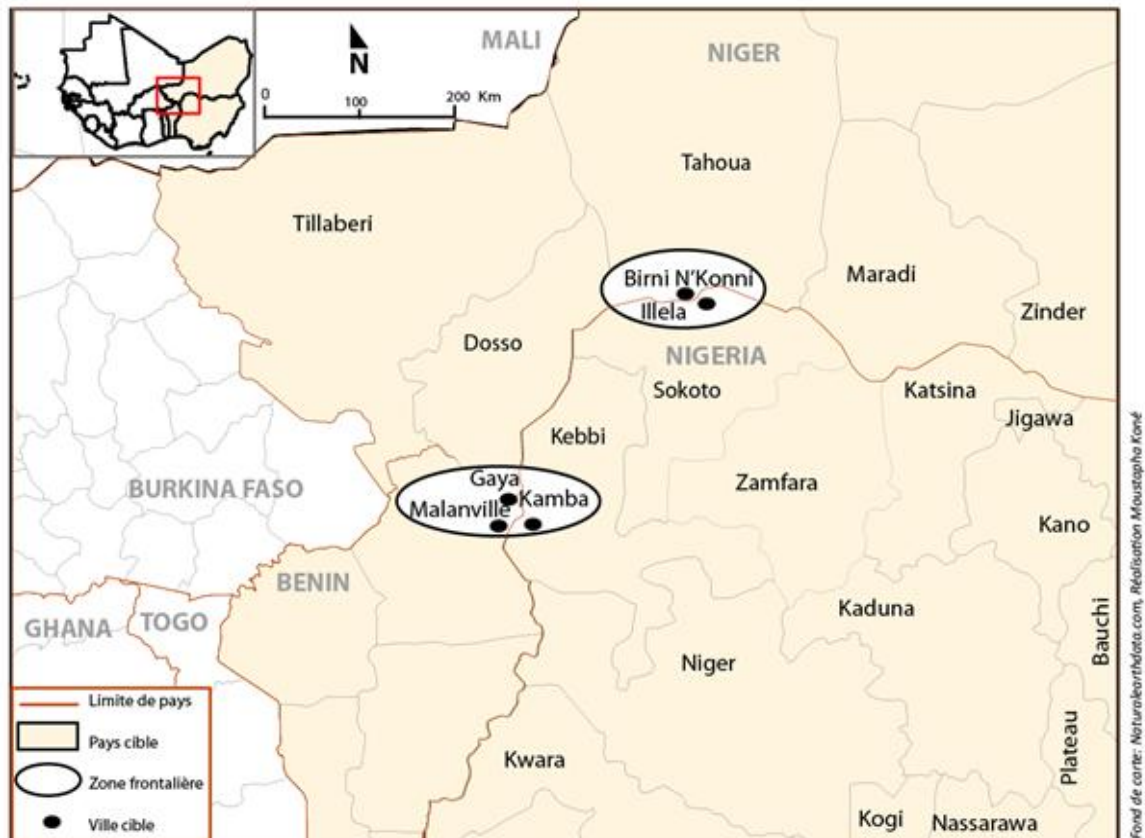 MALI
NIGER
N
0 100 200 Km
Tahoua
Tillaberi
Birni N'Konni
Illela
Maradi
Zinder
Dosso
NIGERIA
Sokoto
Katsina
Jigawa
Kebbi
BURKINA FASO
Gaya
Kamba
Malanville
Zamfara
Kano
BENIN
GHANA
TOGO
Kaduna
Bauchi
Niger
Plateau
Kwara
Kogi
Nassarawa
Limite de pays
Pays cible
Zone frontalière
Ville cible
Fond de carte: Naturalearthdata.com, Réalisation Moustapha Koné